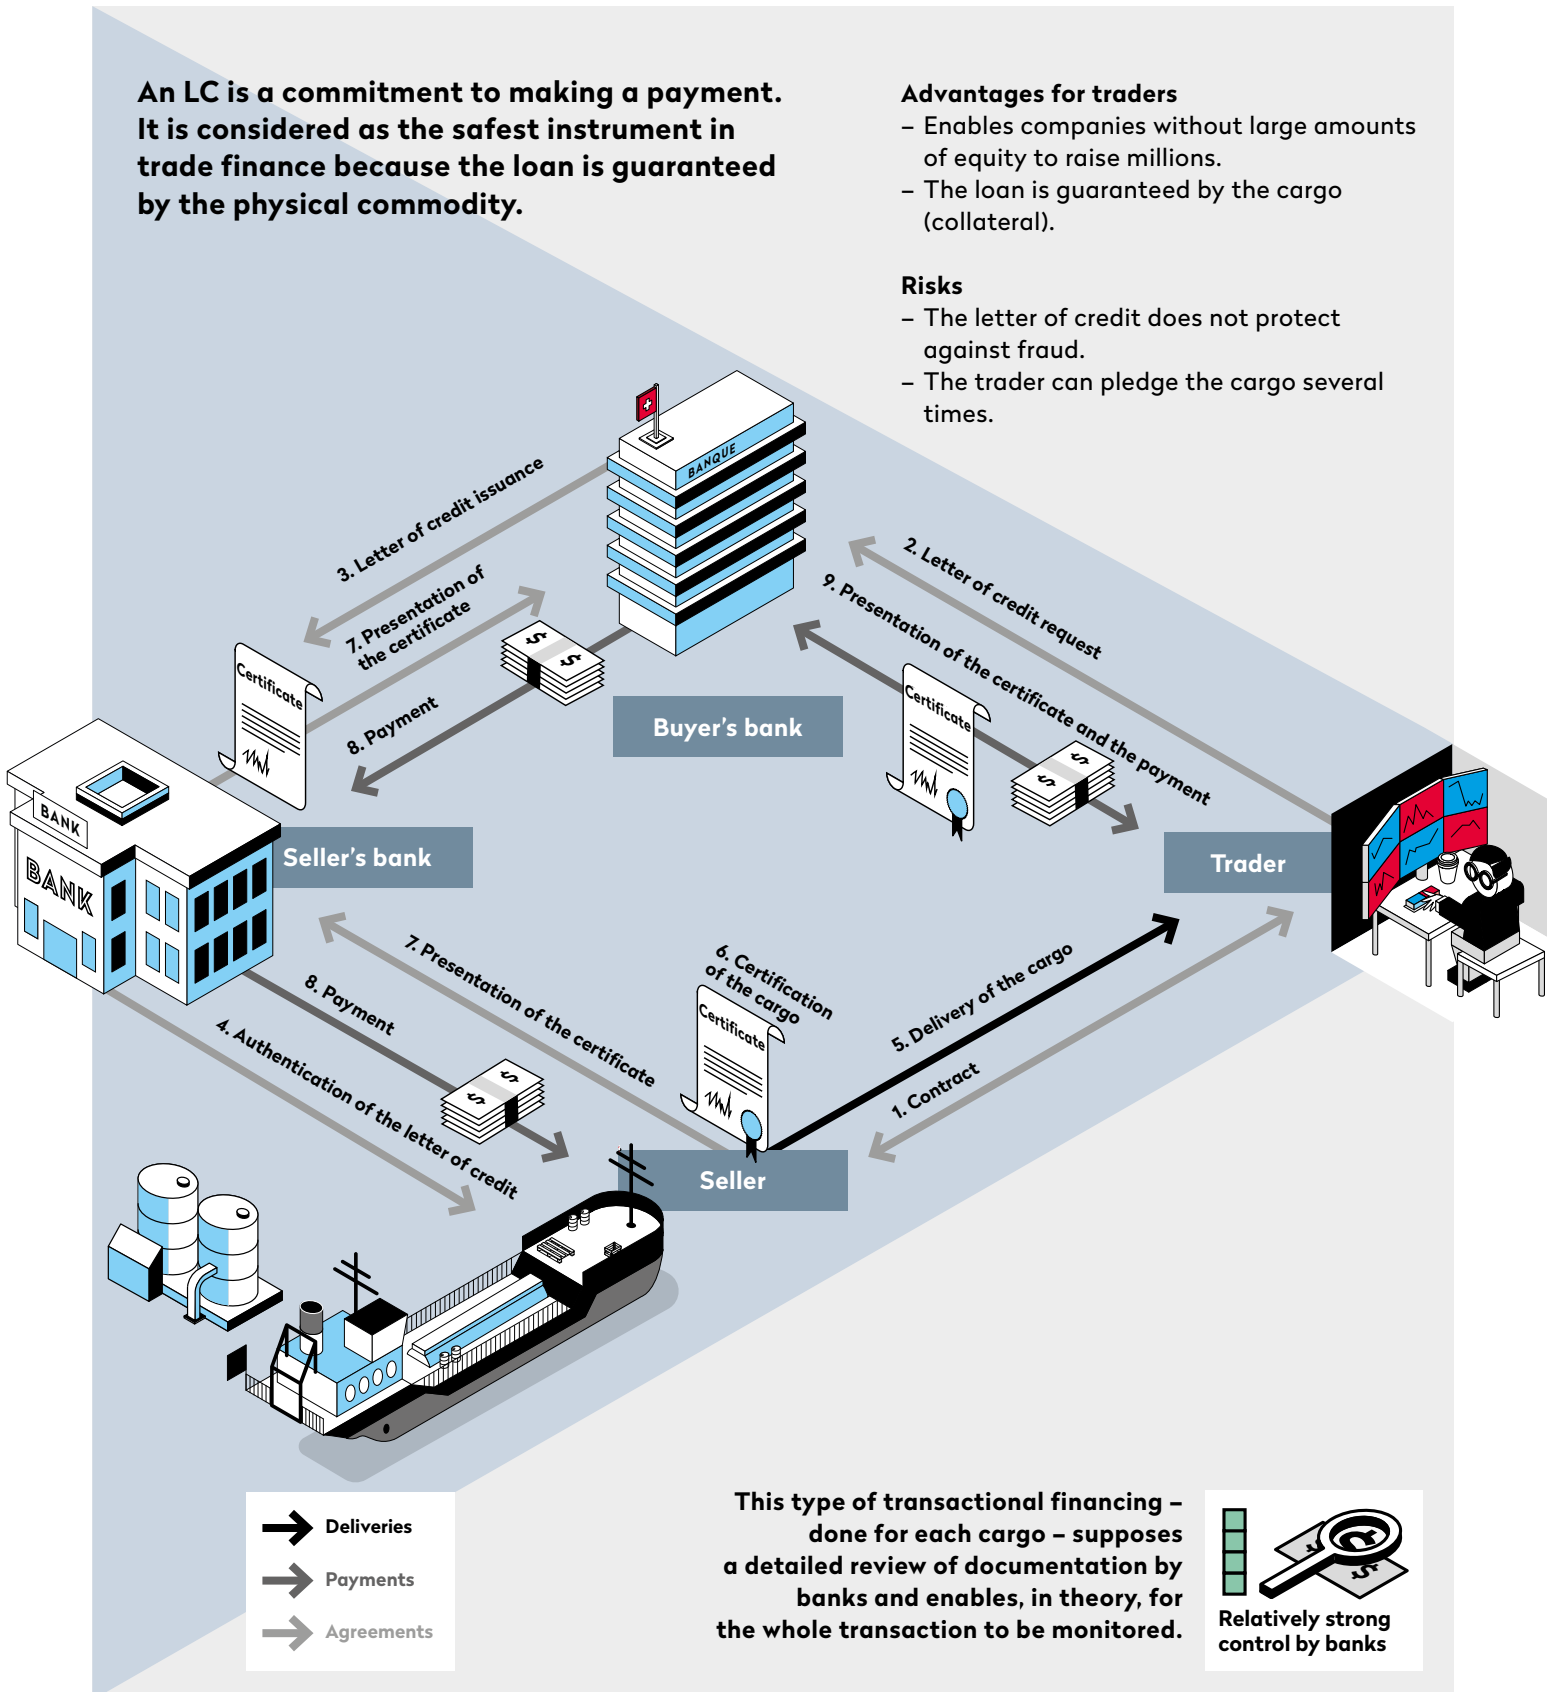 An LC is a commitment to making a payment.
It is considered as the safest instrument in
trade finance because the loan is guaranteed
by the physical commodity.
Advantages for traders
– Enables companies without large amounts
of equity to raise millions.
– The loan is guaranteed by the cargo
(collateral).
Risks
– The letter of credit does not protect
against fraud.
– The trader can pledge the cargo several
times.
BANQUE
3. Letter of credit issuance
2. Letter of credit request
7. Presentation of
the certificate
9. Presentation of the certificate and the payment
Certificate
$
$
8. Payment
Certificate
$
$
Buyer's bank
BANK
BANK
Seller's bank
Trader
7. Presentation of the certificate
8. Payment
4. Authentication of the letter of credit
$
$
6. Certification
of the cargo
Certificate
5. Delivery of the cargo
1. Contract
Seller
Deliveries
Payments
Agreements
This type of transactional financing –
done for each cargo – supposes
a detailed review of documentation by
banks and enables, in theory, for
the whole transaction to be monitored.
$
$
Relatively strong
control by banks